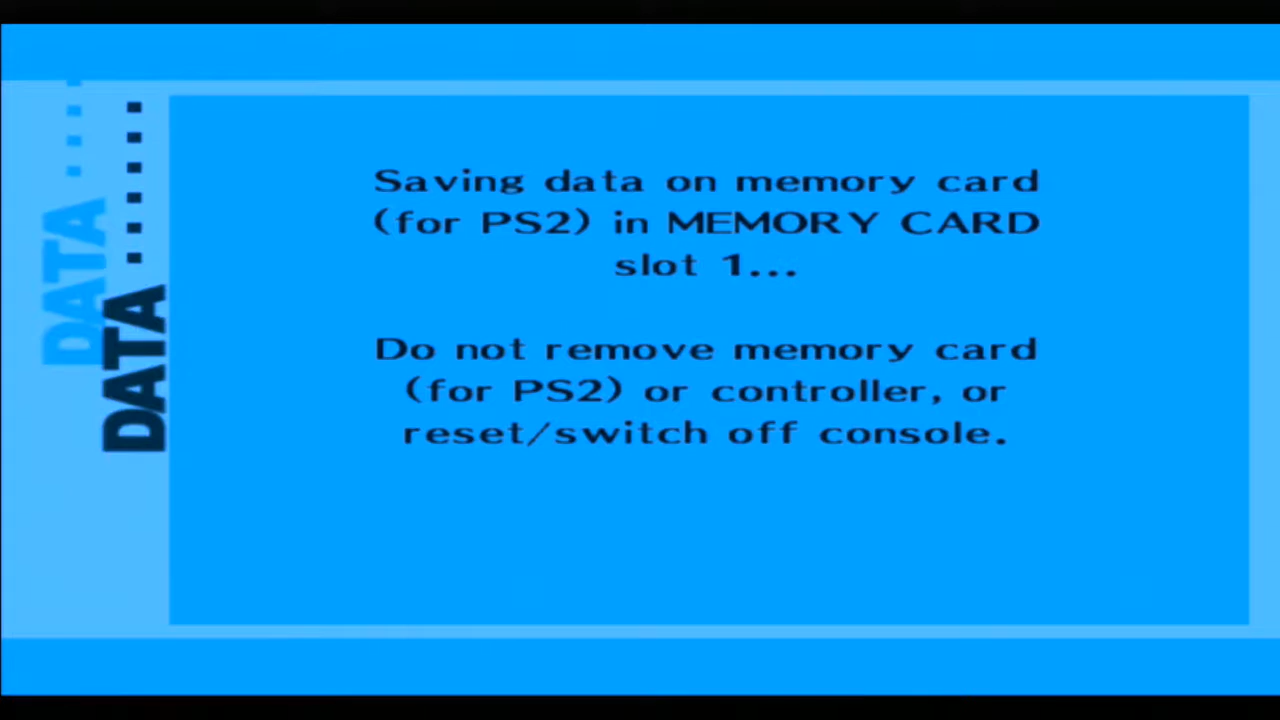 Saving data on memory card
(for PS2) in MEMORY CARD
slot 1...
Do not remove memory card
(for PS2) or controller, or
reset/switch off console.
DATA ......
DATA ....